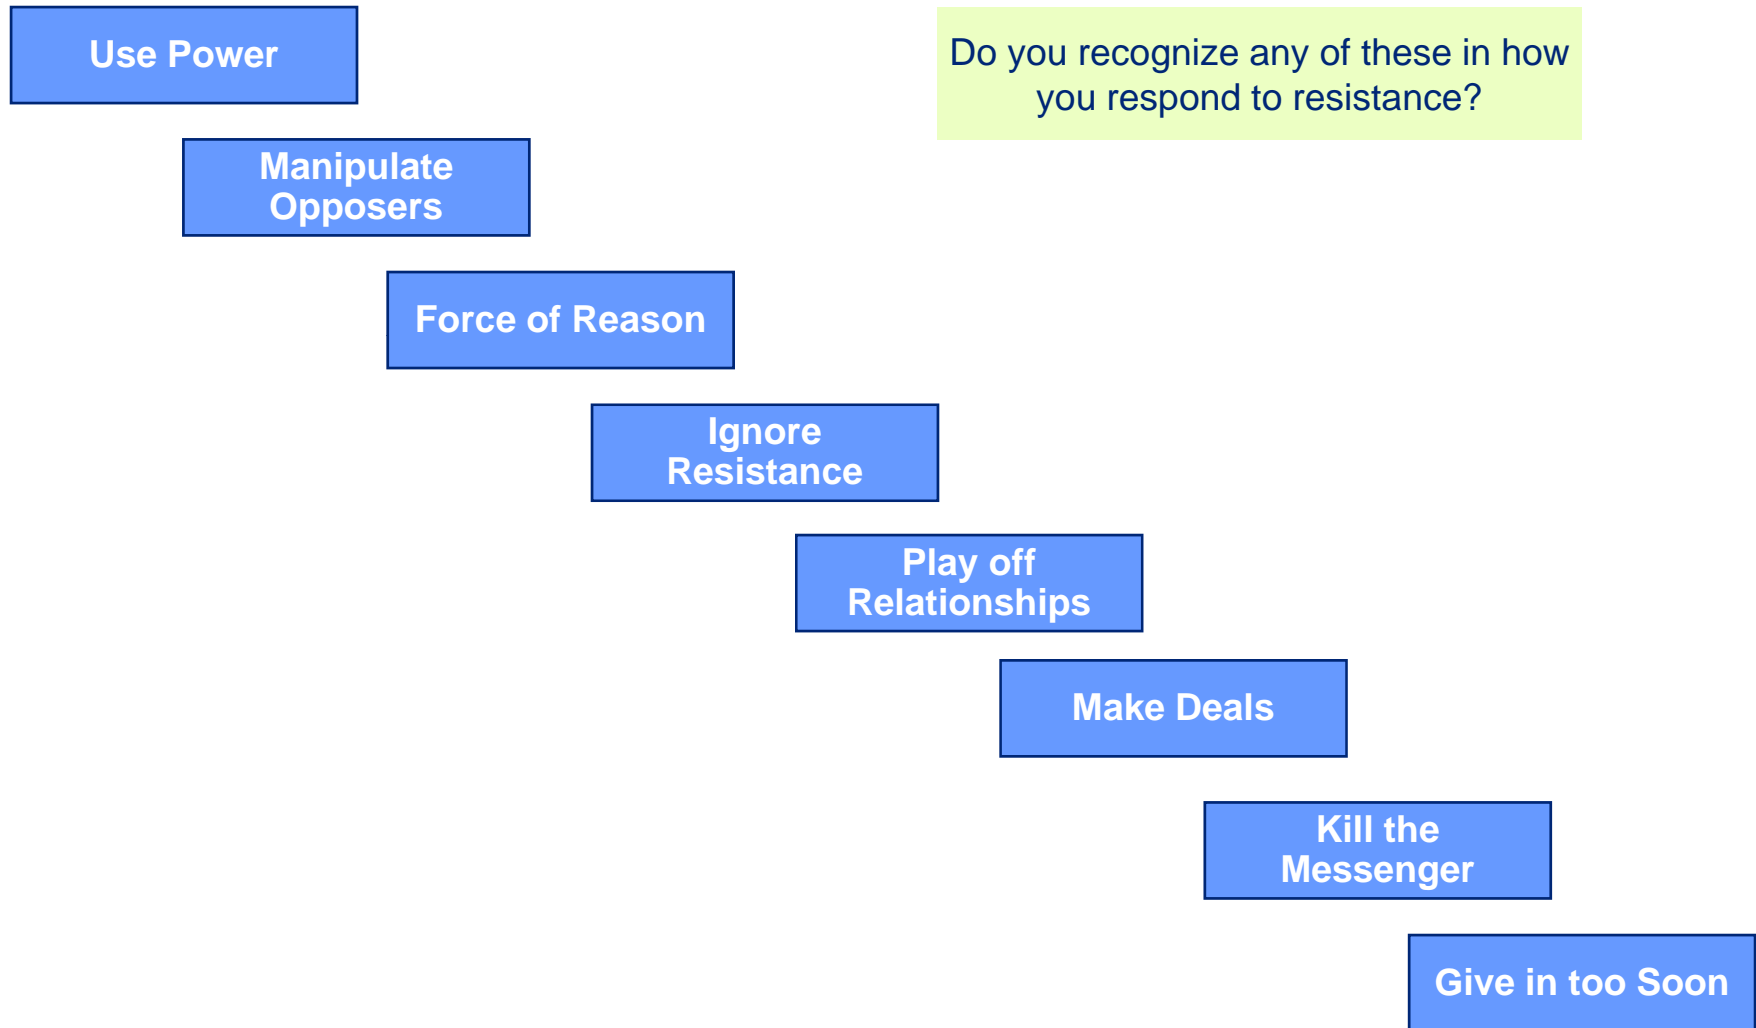 Use Power
Do you recognize any of these in how
you respond to resistance?
Manipulate
Opposers
Force of Reason
Ignore
Resistance
Play off
Relationships
Make Deals
Kill the
Messenger
Give in too Soon